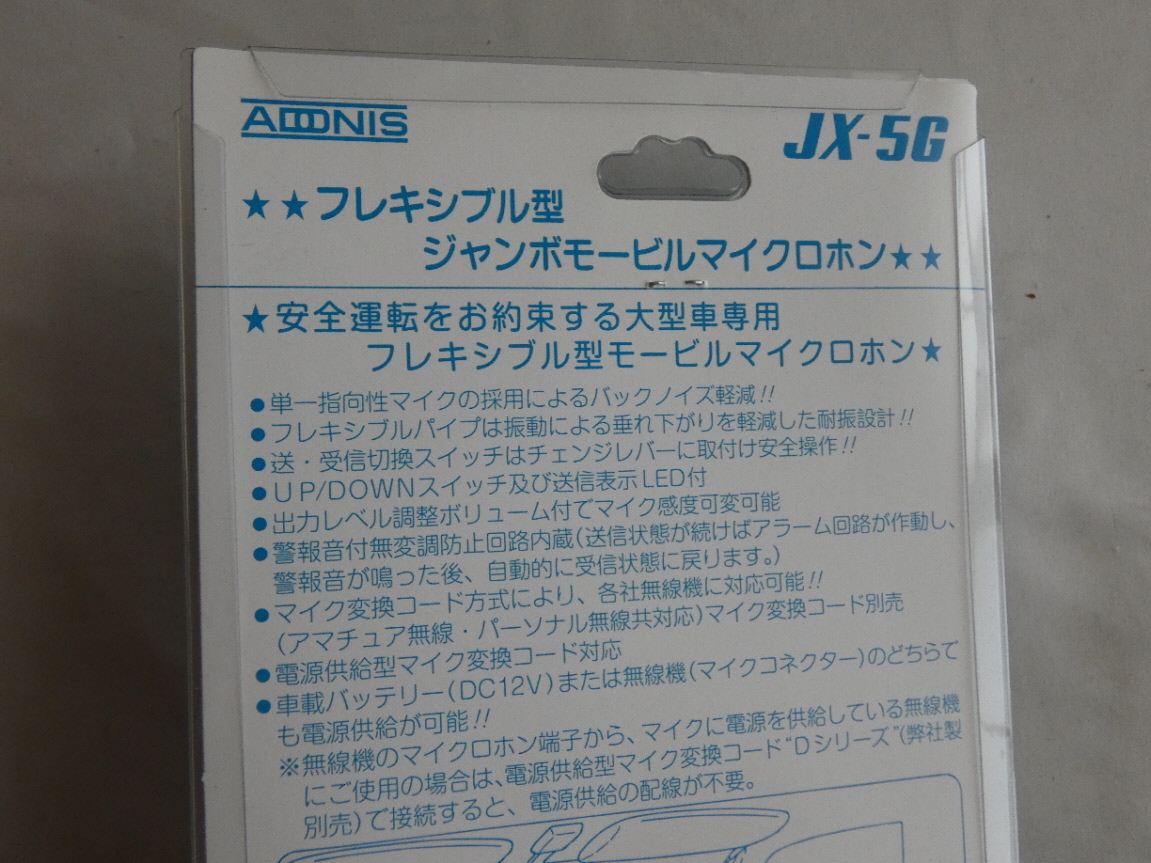 ADONIS
JX-5G
★★フレキシブル型
ジャンボモービルマイクロホン★★
★安全運転をお約束する大型車専用
フレキシブル型モービルマイクロホン★
●単一指向性マイクの採用によるバックノイズ軽減!!
●フレキシブルパイプは振動による垂れ下がりを軽減した耐振設計!!
●送・受信切換スイッチはチェンジレバーに取付け安全操作!!
●UP/DOWNスイッチ及び送信表示LED付
●出力レベル調整ボリューム付でマイク感度可変可能
●警報音付無変調防止回路内蔵(送信状態が続けばアラーム回路が作動し、
警報音が鳴った後、自動的に受信状態に戻ります。)
●マイク変換コード方式により、各社無線機に対応可能!!
(アマチュア無線・パーソナル無線共対応)マイク変換コード別売
●電源供給型マイク変換コード対応
●車載バッテリー(DC12V)または無線機(マイクコネクター)のどちらで
も電源供給が可能!!
※無線機のマイクロホン端子から、マイクに電源を供給している無線機
にご使用の場合は、電源供給型マイク変換コード“Dシリーズ”(弊社製
別売)で接続すると、電源供給の配線が不要。